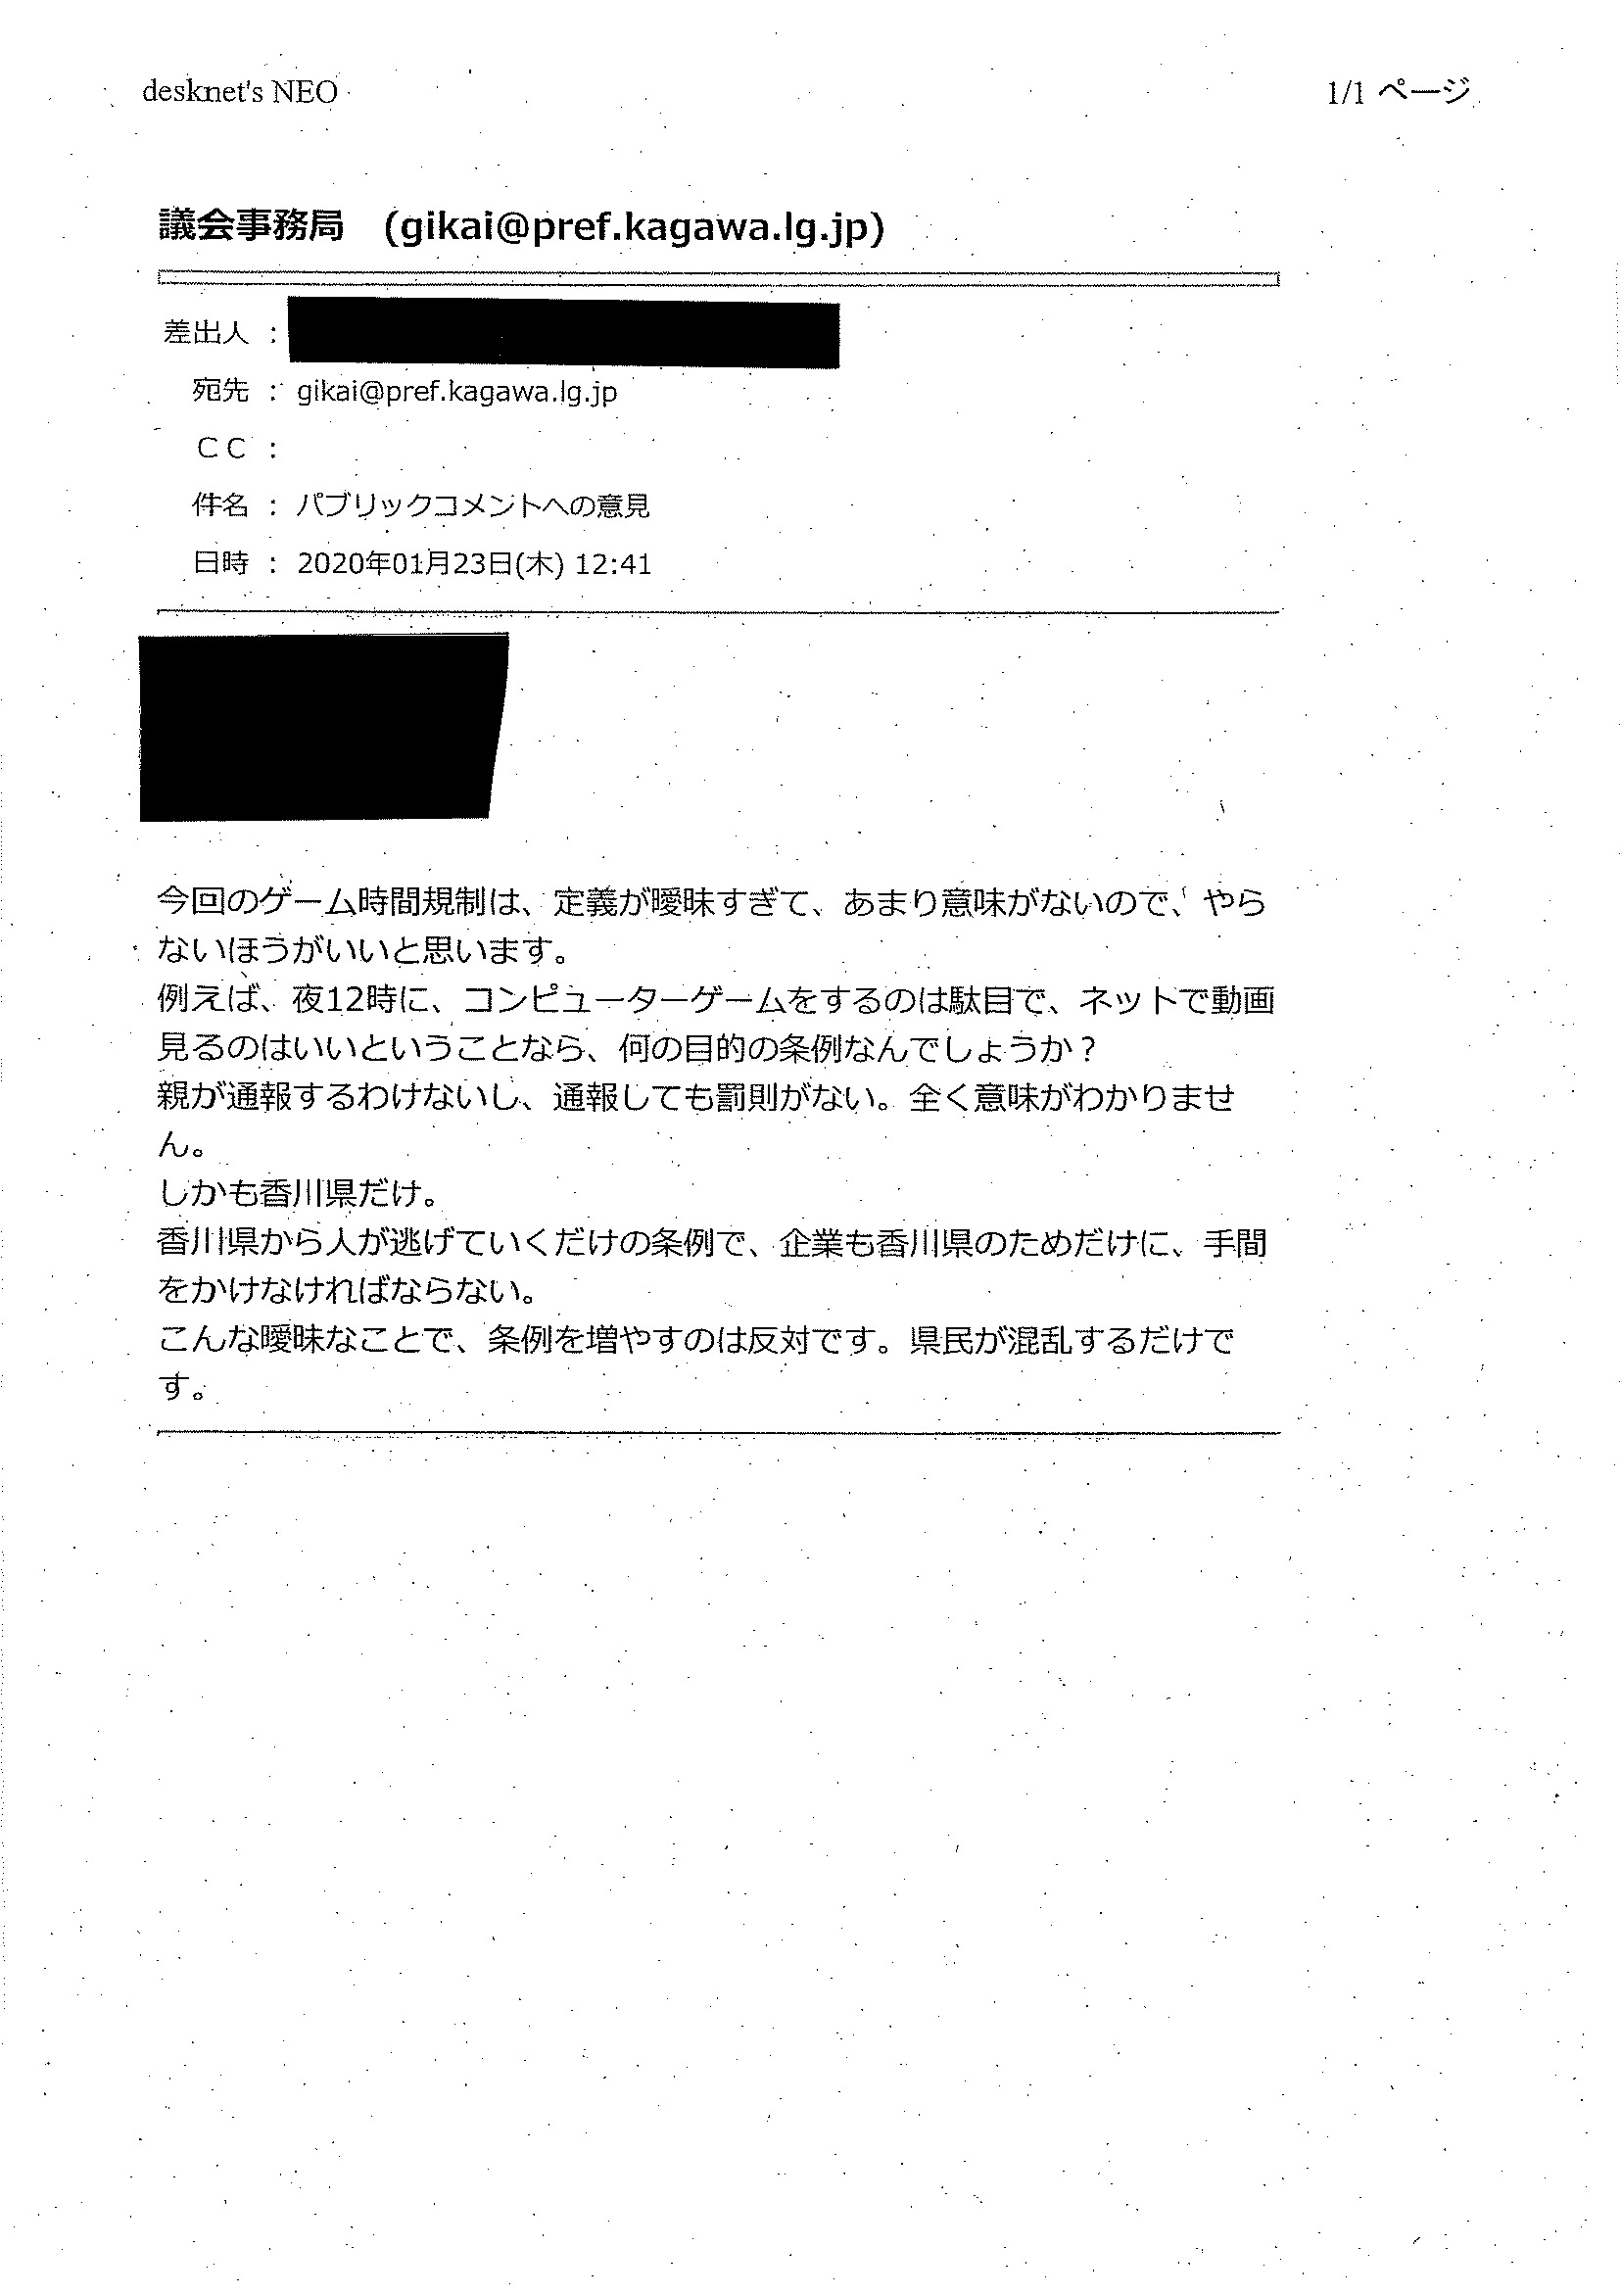 desknet's NEO
1/1 ページ
議会事務局 (gikai@pref.kagawa.lg.jp)
差出人 :
宛先 : gikai@pref.kagawa.lg.jp
ＣＣ :
件名 : パブリックコメントへの意見
日時 : 2020年01月23日(木) 12:41
今回のゲーム時間規制は、定義が曖昧すぎて、あまり意味がないので、やら
ないほうがいいと思います。
例えば、夜12時に、コンピューターゲームをするのは駄目で、ネットで動画
見るのはいいということなら、何の目的の条例なんでしょうか？
親が通報するわけないし、通報しても罰則がない。全く意味がわかりませ
ん。
しかも香川県だけ。
香川県から人が逃げていくだけの条例で、企業も香川県のためだけに、手間
をかけなければならない。
こんな曖昧なことで、条例を増やすのは反対です。県民が混乱するだけで
す。